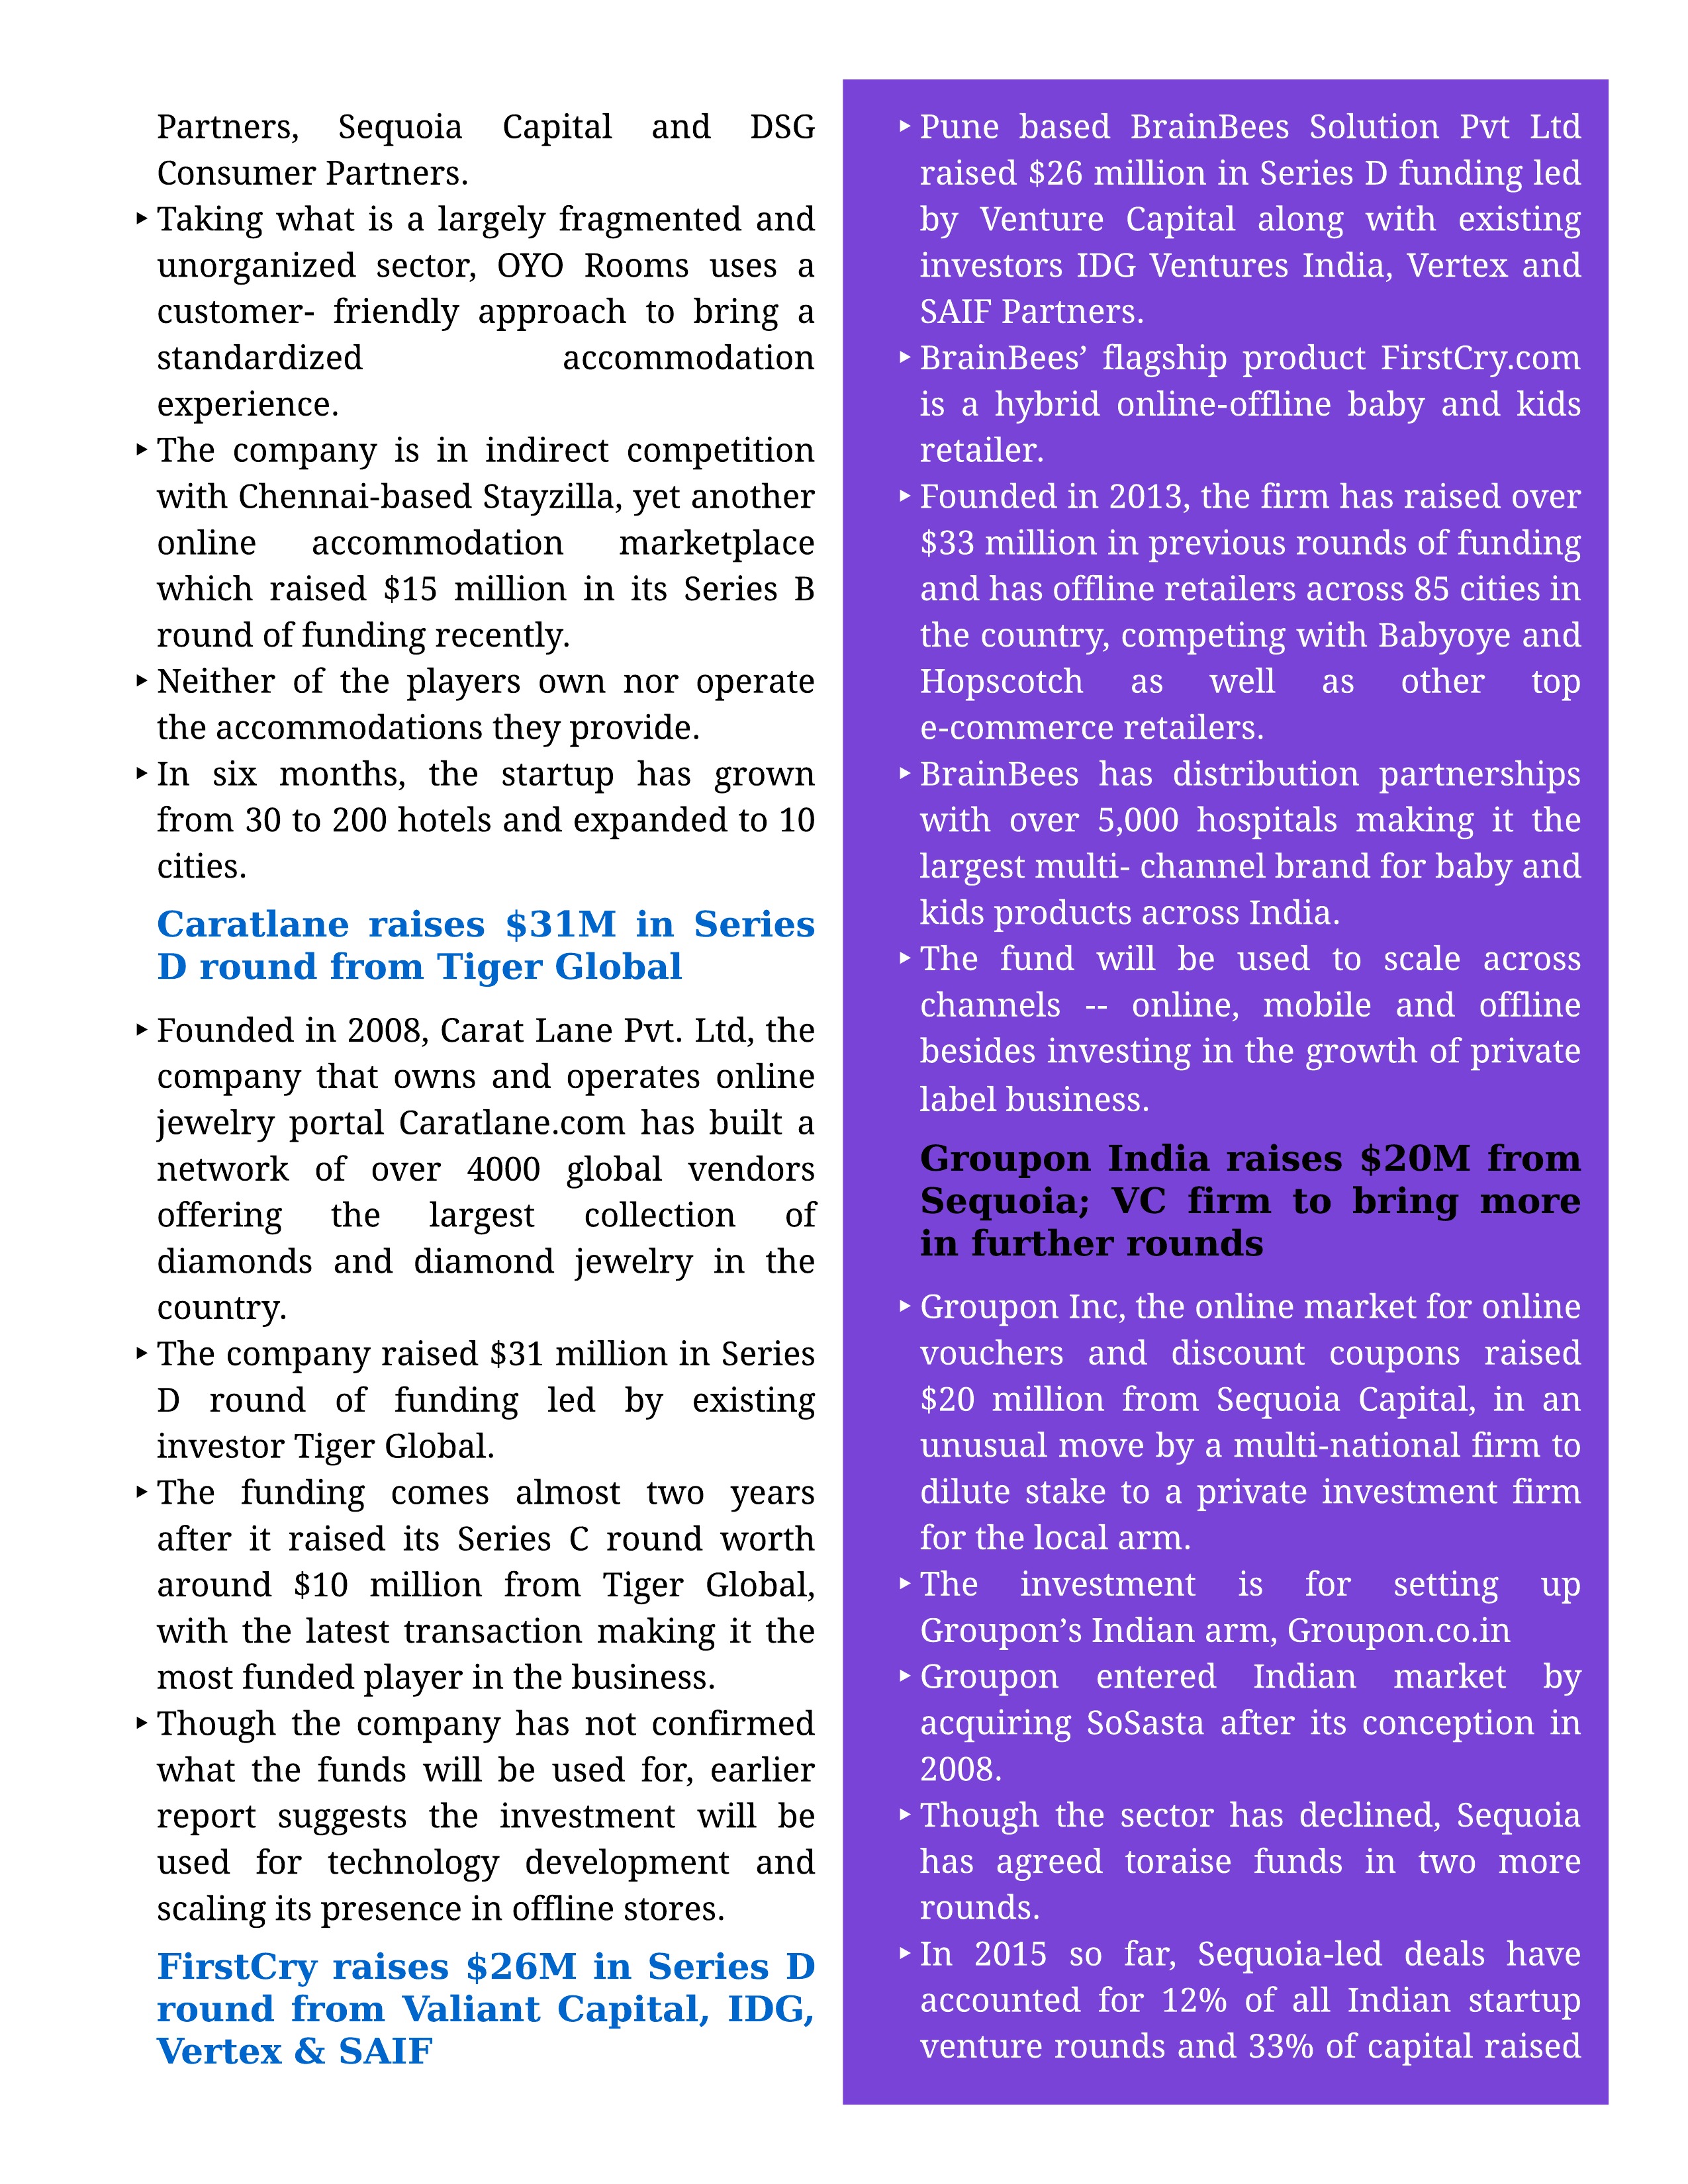 Partners, Sequoia Capital and DSG
Consumer Partners.
‣ Taking what is a largely fragmented and
unorganized sector, OYO Rooms uses a
customer- friendly approach to bring a
standardized accommodation
experience.
‣ The company is in indirect competition
with Chennai-based Stayzilla, yet another
online accommodation marketplace
which raised $15 million in its Series B
round of funding recently.
‣ Neither of the players own nor operate
the accommodations they provide.
‣ In six months, the startup has grown
from 30 to 200 hotels and expanded to 10
cities.
Caratlane raises $31M in Series
D round from Tiger Global
‣ Founded in 2008, Carat Lane Pvt. Ltd, the
company that owns and operates online
jewelry portal Caratlane.com has built a
network of over 4000 global vendors
offering the largest collection of
diamonds and diamond jewelry in the
country.
‣ The company raised $31 million in Series
D round of funding led by existing
investor Tiger Global.
‣ The funding comes almost two years
after it raised its Series C round worth
around $10 million from Tiger Global,
with the latest transaction making it the
most funded player in the business.
‣ Though the company has not confirmed
what the funds will be used for, earlier
report suggests the investment will be
used for technology development and
scaling its presence in offline stores.
FirstCry raises $26M in Series D
round from Valiant Capital, IDG,
Vertex & SAIF
‣ Pune based BrainBees Solution Pvt Ltd
raised $26 million in Series D funding led
by Venture Capital along with existing
investors IDG Ventures India, Vertex and
SAIF Partners.
‣ BrainBees’ flagship product FirstCry.com
is a hybrid online-offline baby and kids
retailer.
‣ Founded in 2013, the firm has raised over
$33 million in previous rounds of funding
and has offline retailers across 85 cities in
the country, competing with Babyoye and
Hopscotch as well as other top
e-commerce retailers.
‣ BrainBees has distribution partnerships
with over 5,000 hospitals making it the
largest multi- channel brand for baby and
kids products across India.
‣ The fund will be used to scale across
channels -- online, mobile and offline
besides investing in the growth of private
label business.
Groupon India raises $20M from
Sequoia; VC firm to bring more
in further rounds
‣ Groupon Inc, the online market for online
vouchers and discount coupons raised
$20 million from Sequoia Capital, in an
unusual move by a multi-national firm to
dilute stake to a private investment firm
for the local arm.
‣ The investment is for setting up
Groupon’s Indian arm, Groupon.co.in
‣ Groupon entered Indian market by
acquiring SoSasta after its conception in
2008.
‣ Though the sector has declined, Sequoia
has agreed toraise funds in two more
rounds.
‣ In 2015 so far, Sequoia-led deals have
accounted for 12% of all Indian startup
venture rounds and 33% of capital raised